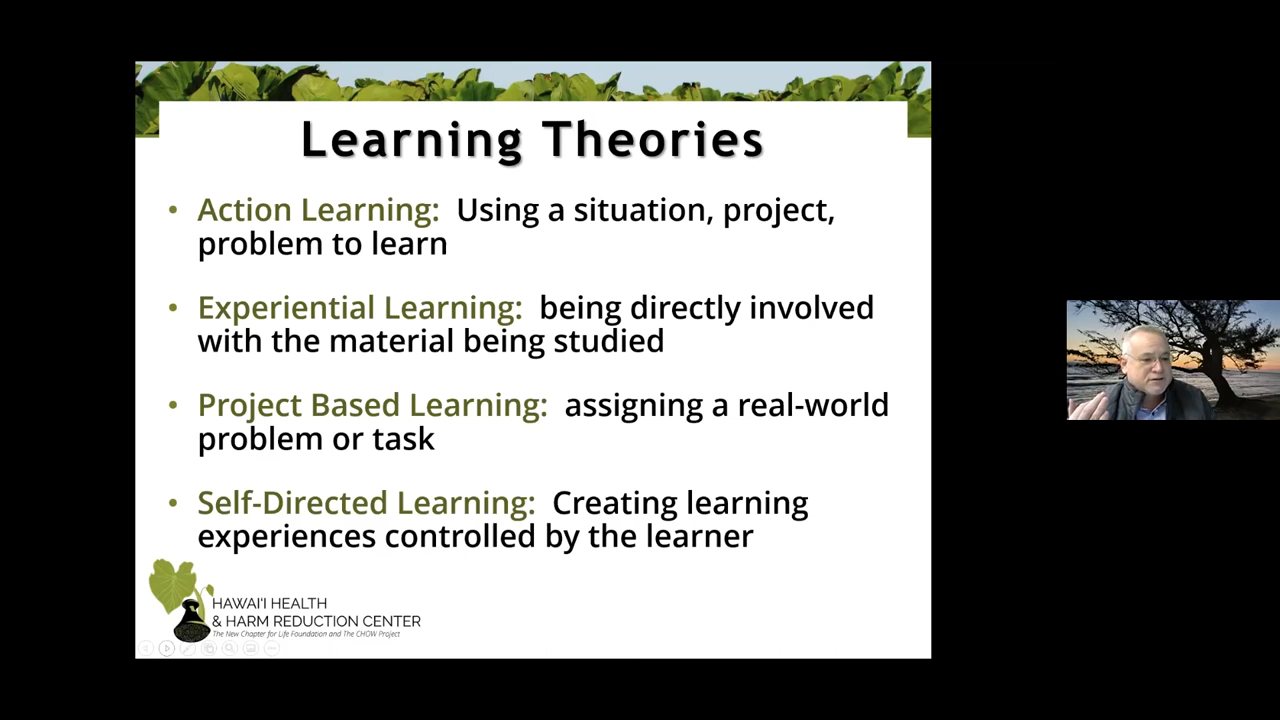 Learning Theories
• Action Learning: Using a situation, project,
problem to learn
• Experiential Learning: being directly involved
with the material being studied
• Project Based Learning: assigning a real-world
problem or task
• Self-Directed Learning: Creating learning
experiences controlled by the learner
HAWAI'I HEALTH
& HARM REDUCTION CENTER
The New Chapter for Life Foundation and The CHOW Project